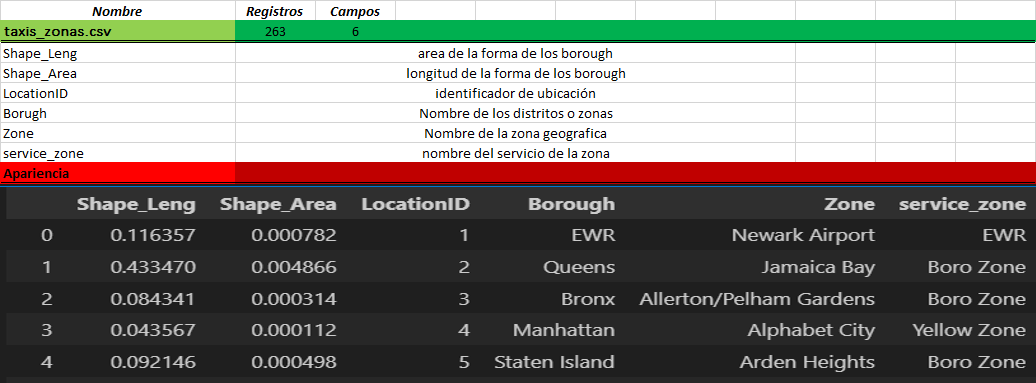 Nombre Registros Campos
taxis_zonas.csv 263 6
Shape_Leng area de la forma de los borough
Shape_Area longitud de la forma de los borough
LocationID identificador de ubicación
Borugh Nombre de los distritos o zonas
Zone Nombre de la zona geografica
service_zone nombre del servicio de la zona
Apariencia
Shape_Leng Shape_Area LocationID Borough Zone service_zone
0 0.116357 0.000782 1 EWR Newark Airport EWR
1 0.433470 0.004866 2 Queens Jamaica Bay Boro Zone
2 0.084341 0.000314 3 Bronx Allerton/Pelham Gardens Boro Zone
3 0.043567 0.000112 4 Manhattan Alphabet City Yellow Zone
4 0.092146 0.000498 5 Staten Island Arden Heights Boro Zone